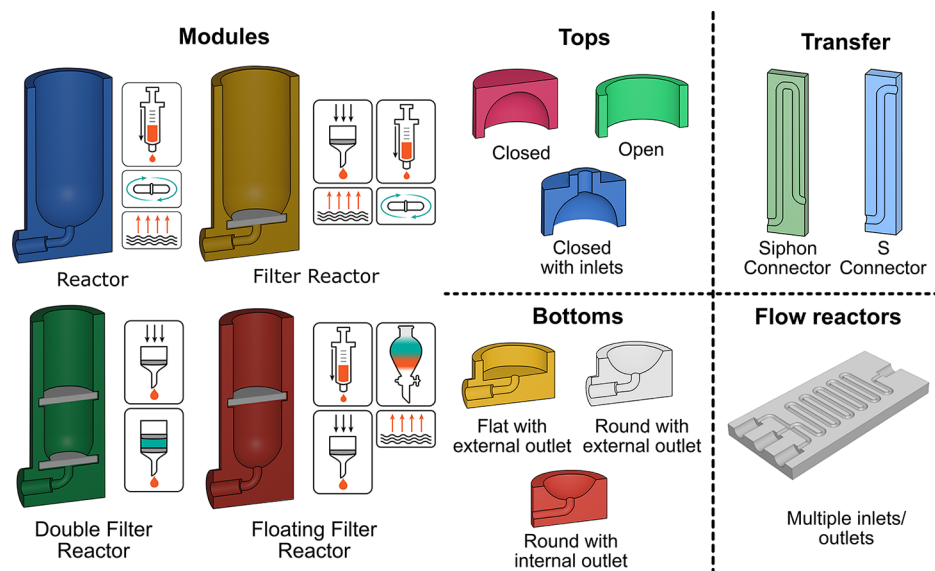 Modules
Reactor
Filter Reactor
Double Filter
Reactor
Floating Filter
Reactor
Tops
Closed
Open
Closed
with inlets
Transfer
Siphon
Connector
S
Connector
Bottoms
Flat with
external outlet
Round with
external outlet
Round with
internal outlet
Flow reactors
Multiple inlets/
outlets